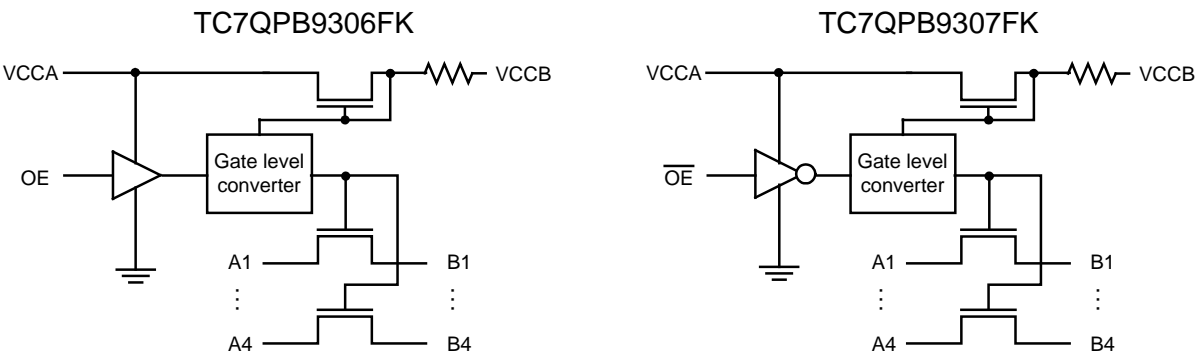 TC7QPB9306FK
VCCA
VCCB
OE
Gate level
converter
A1
B1
⋮
⋮
A4
B4
TC7QPB9307FK
VCCA
VCCB
O̅E̅
Gate level
converter
A1
B1
⋮
⋮
A4
B4